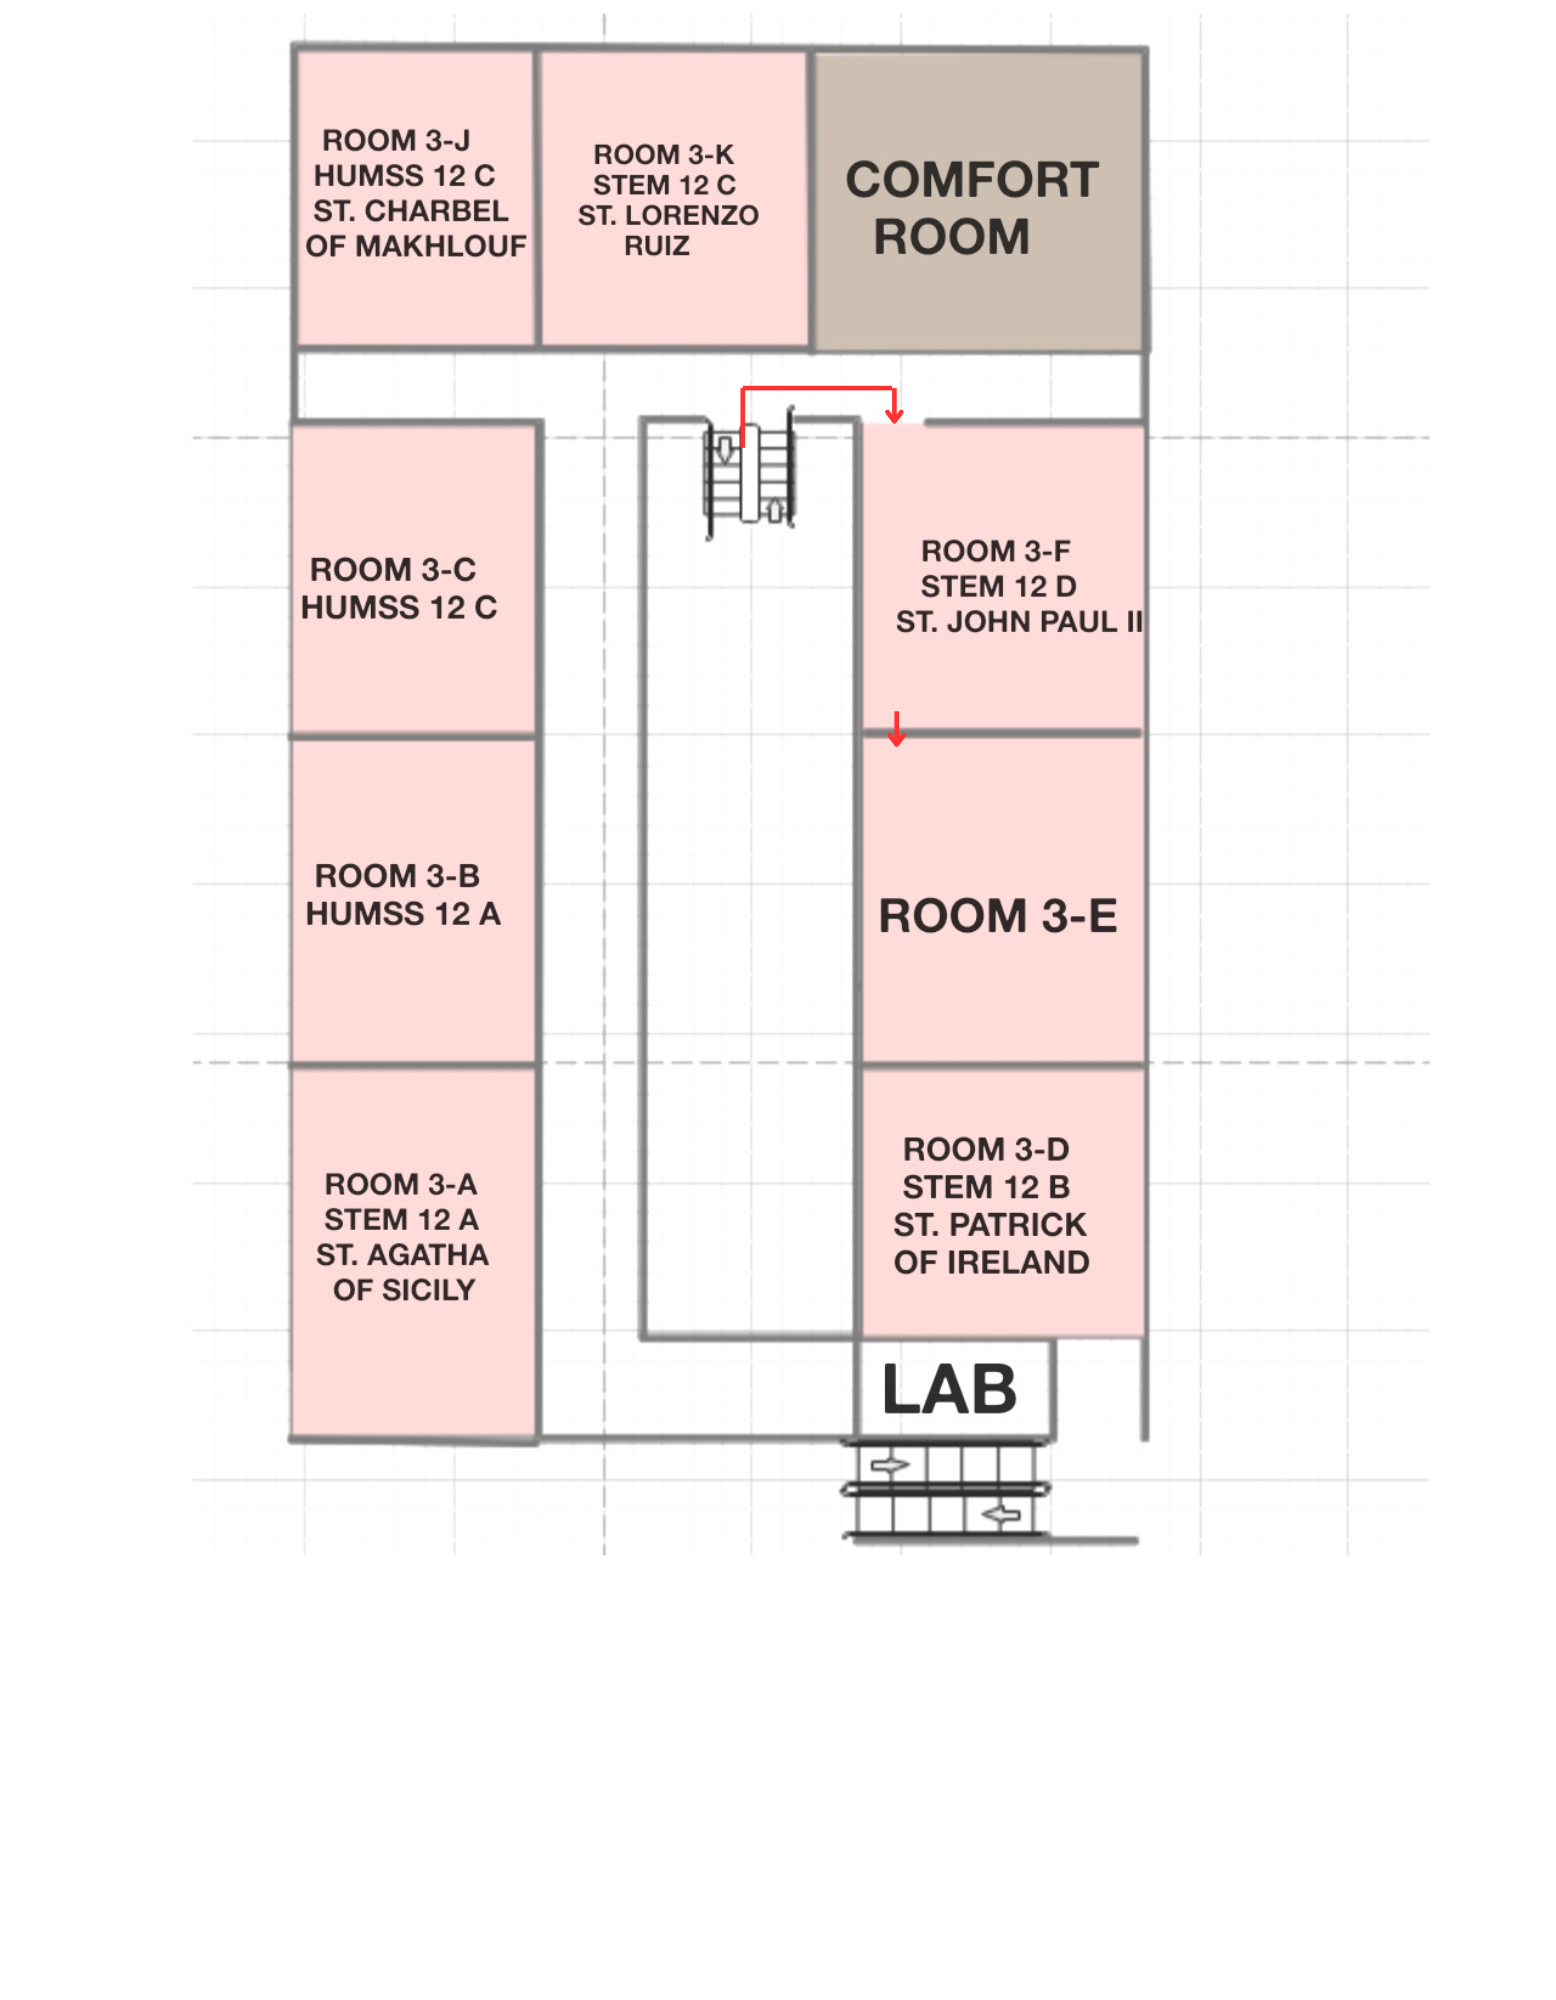 ROOM 3-J
HUMSS 12 C
ST. CHARBEL
OF MAKHLOUF
ROOM 3-K
STEM 12 C
ST. LORENZO
RUIZ
COMFORT
ROOM
ROOM 3-C
HUMSS 12 C
ROOM 3-F
STEM 12 D
ST. JOHN PAUL II
ROOM 3-B
HUMSS 12 A
ROOM 3-E
ROOM 3-A
STEM 12 A
ST. AGATHA
OF SICILY
ROOM 3-D
STEM 12 B
ST. PATRICK
OF IRELAND
LAB